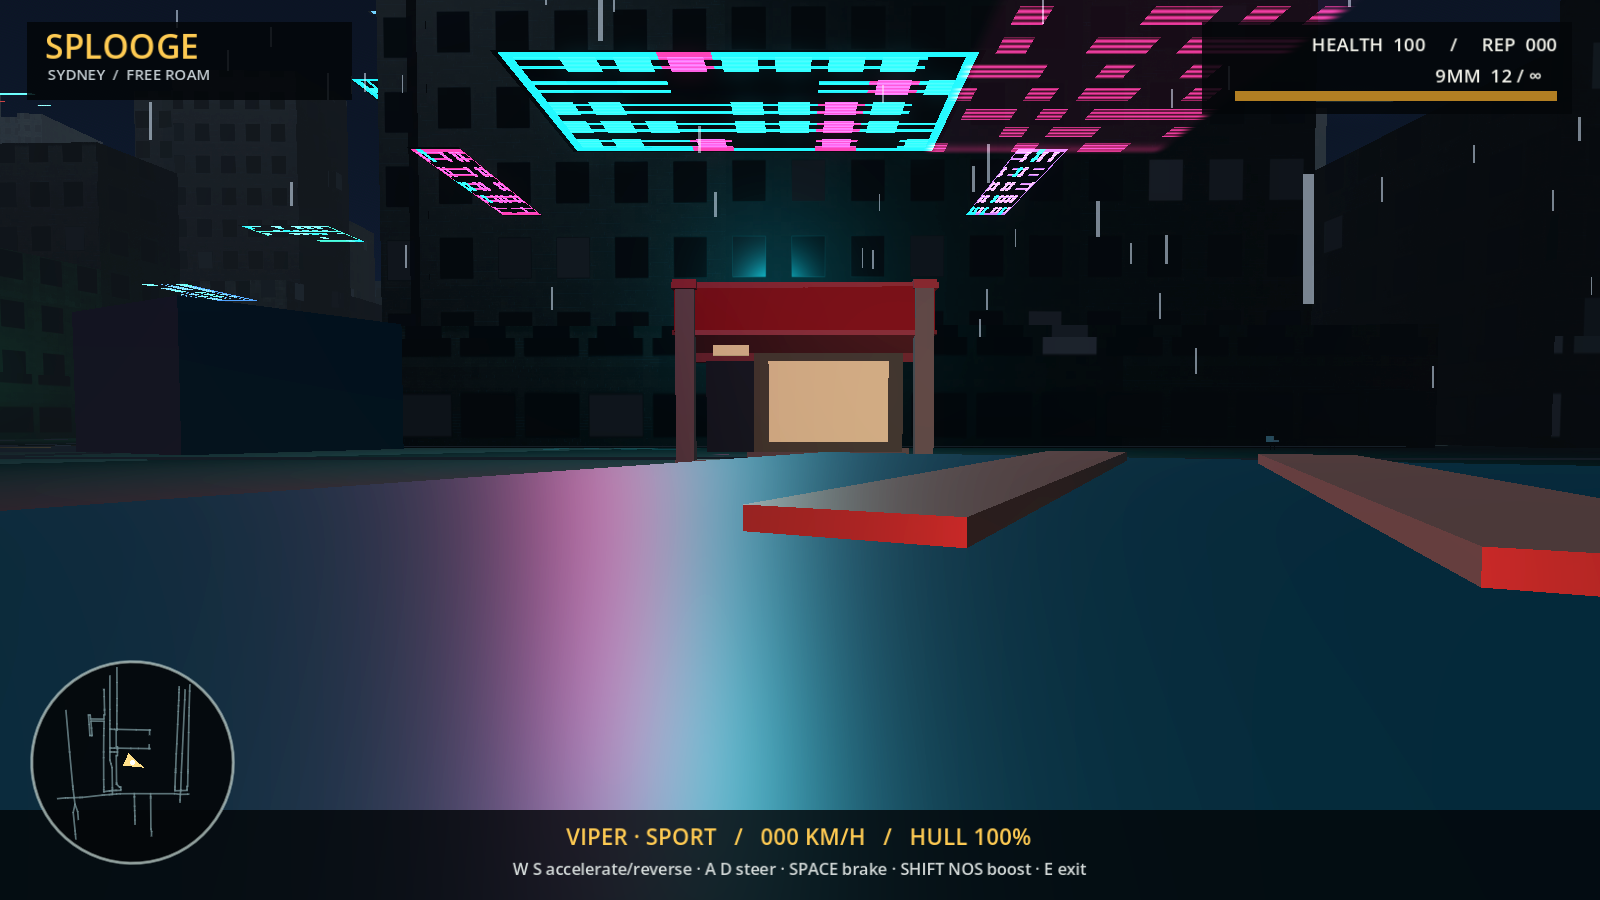 SPLOOGE
SYDNEY / FREE ROAM
HEALTH 100 / REP 000
9MM 12 / ∞
VIPER · SPORT / 000 KM/H / HULL 100%
W S accelerate/reverse · A D steer · SPACE brake · SHIFT NOS boost · E exit